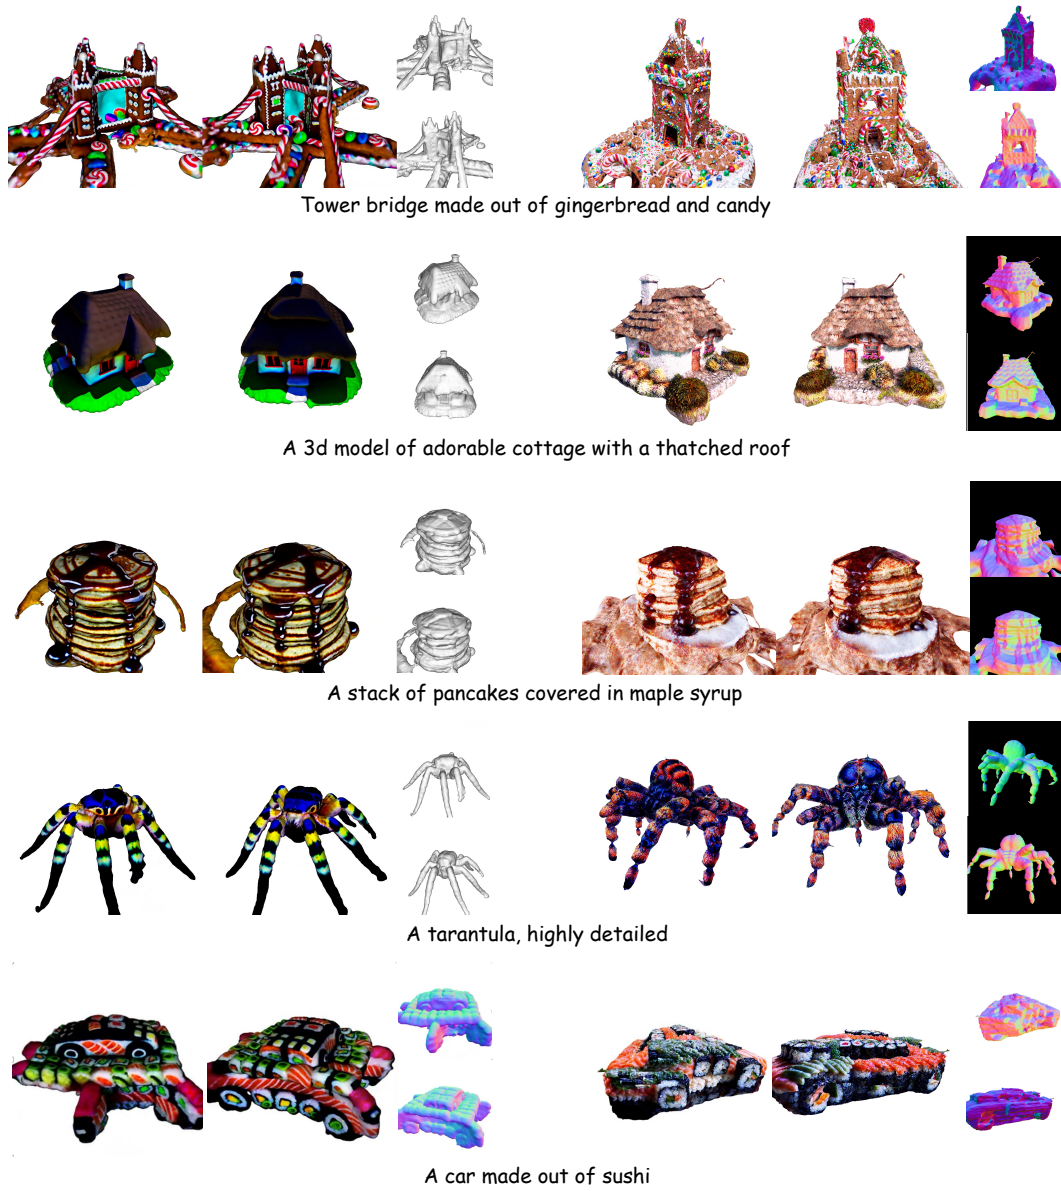 Tower bridge made out of gingerbread and candy
A 3d model of adorable cottage with a thatched roof
A stack of pancakes covered in maple syrup
A tarantula, highly detailed
A car made out of sushi